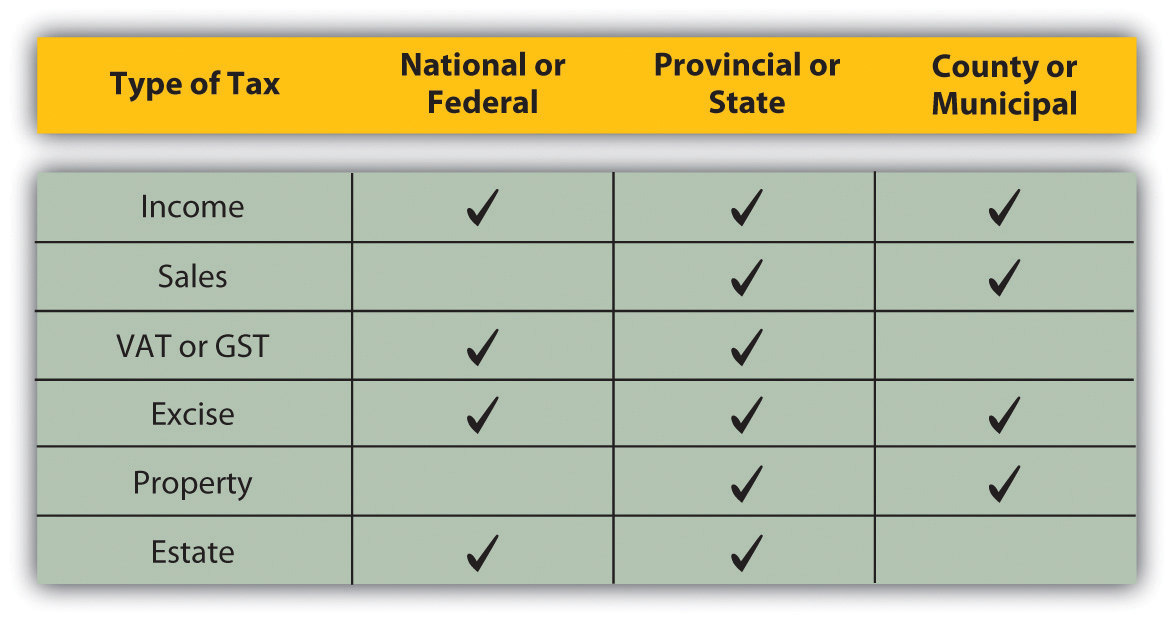 Type of Tax
National or
Federal
Provincial or
State
County or
Municipal
Income ✓ ✓ ✓
Sales ✓ ✓
VAT or GST ✓ ✓
Excise ✓ ✓ ✓
Property ✓ ✓
Estate ✓ ✓